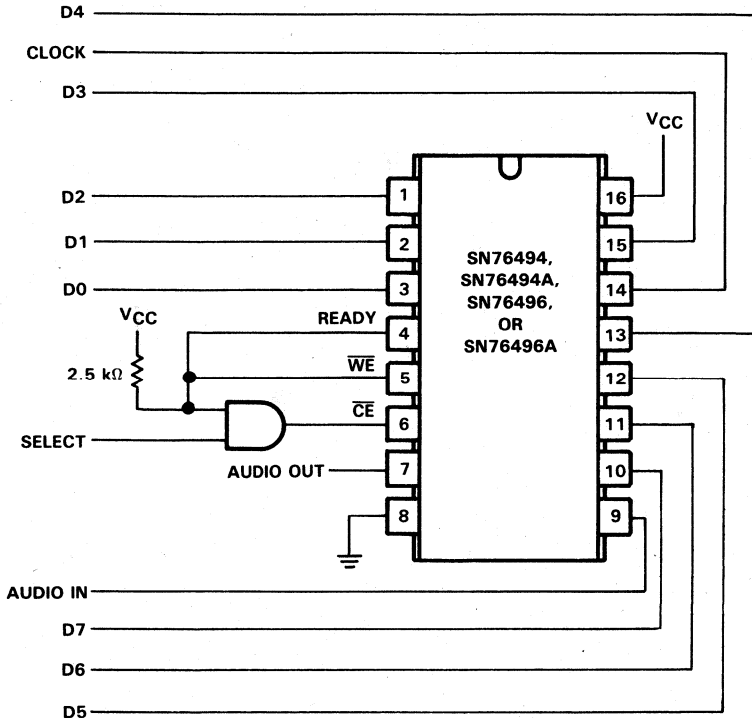 D4
CLOCK
D3
VCC
D2
1
16
D1
2
15
D0
3
14
SN76494,
SN76494A,
SN76496,
OR
SN76496A
VCC
READY
4
13
2.5 kΩ
WE
5
12
CE
6
11
SELECT
AUDIO OUT
7
10
8
9
AUDIO IN
D7
D6
D5